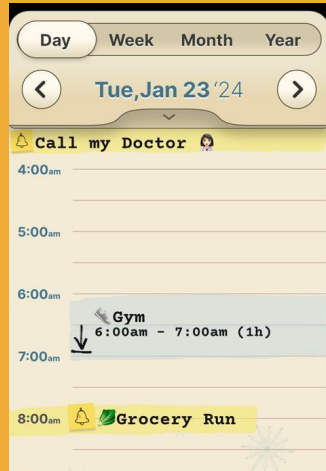 Day Week Month Year
Tue,Jan 23 '24
Call my Doctor
4:00am
5:00am
6:00am
Gym
6:00am - 7:00am (1h)
7:00am
8:00am Grocery Run